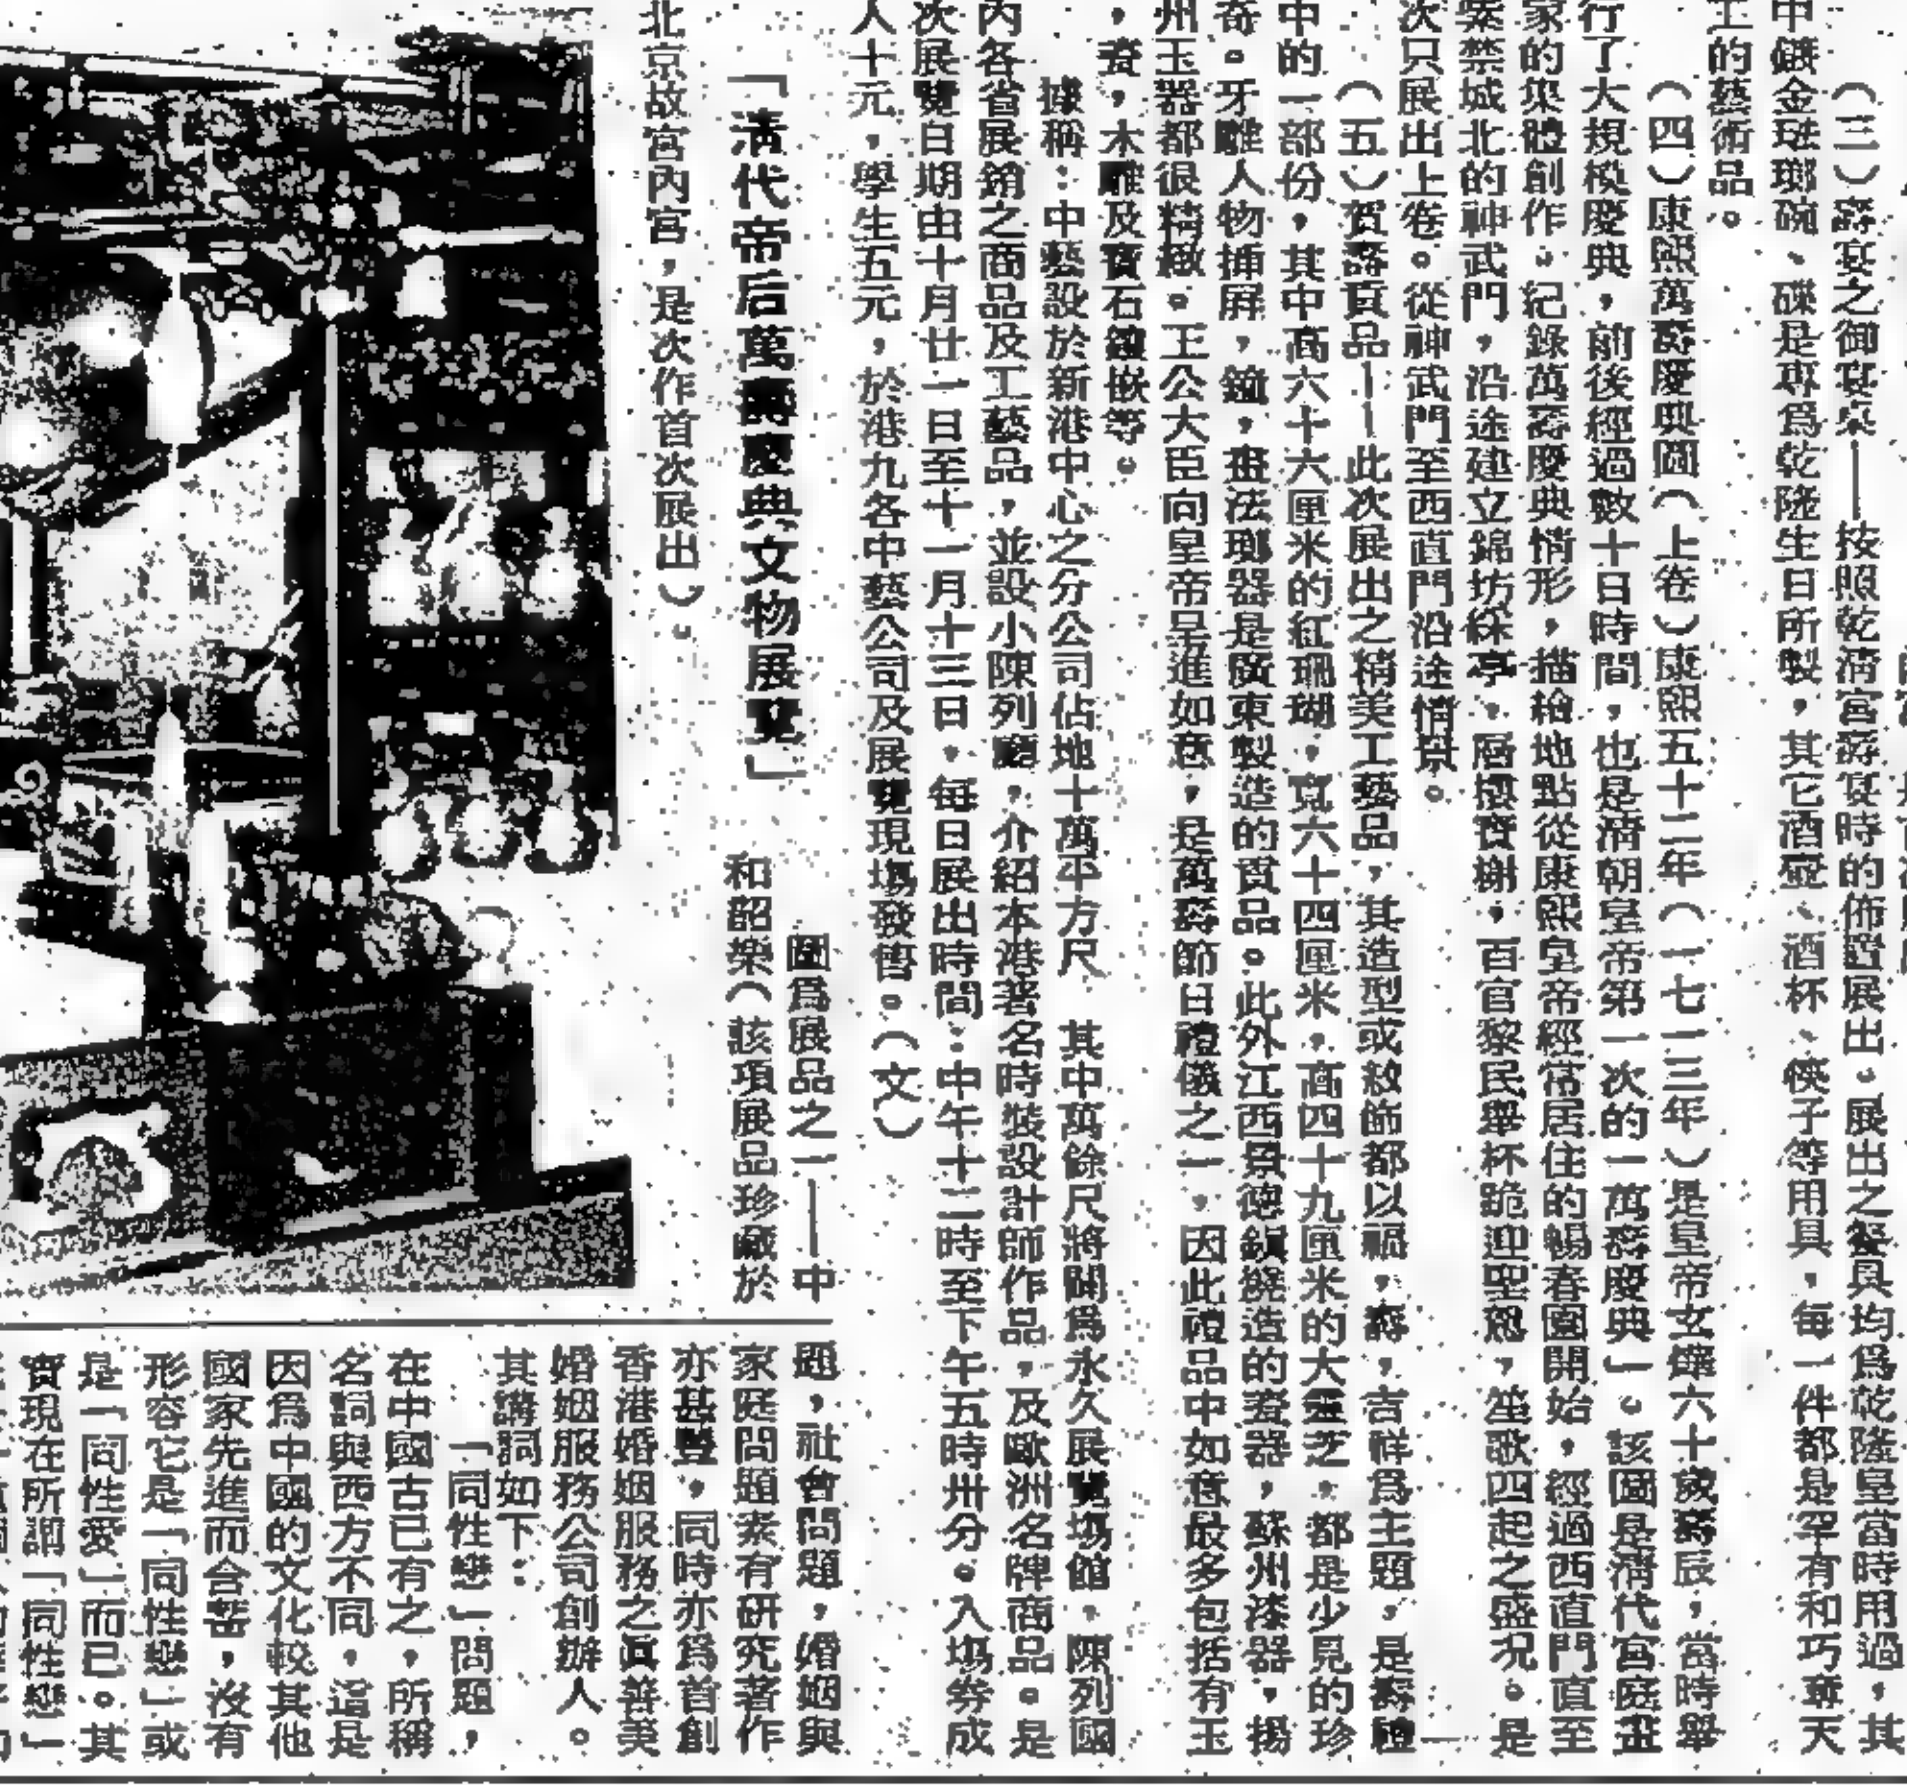 （三）壽宴之御宴桌——按照乾淸宮壽宴時的佈置展出。展出之餐具均爲乾隆皇當時用過，其
中鑲金琺瑯碗、碟是專爲乾隆生日所製，其它酒壺、酒杯、筷子等用具，每一件都是罕有和巧奪天
工的藝術品。
（四）康熙萬壽慶典圖（上卷）康熙五十二年（一七一三年）是皇帝玄燁六十歲壽辰，當時舉
行了大規模慶典，前後經過數十日時間，也是淸朝皇帝第一次的一萬壽慶典」。該圖是淸代宮庭畫
家的集體創作。紀錄萬壽慶典情形，描繪地點從康熙皇帝經常居住的暢春園開始，經過西直門直至
紫禁城北的神武門，沿途建立錦坊綵亭，層樓寶榭，百官黎民舉杯跪迎聖恩，笙歌四起之盛況。是
次只展出上卷。從神武門至西直門沿途情景。
（五）賀壽貢品——此次展出之精美工藝品，其造型或紋飾都以福，壽，吉祥爲主題，是壽禮
中的一部份，其中高六十六厘米的紅珊瑚，寬六十四厘米，高四十九厘米的大靈芝，都是少見的珍
奇。牙雕人物插屏，鐘，畫法瑯器是廣東製造的貢品。此外江西景德鎭燒造的瓷器，蘇州漆器，揚
州玉器都很精緻。王公大臣向皇帝呈進如意，是萬壽節日禮儀之一，因此禮品中如意最多包括有玉
，瓷，木雕及寶石鑲嵌等。
據稱：中藝設於新港中心之分公司佔地十萬平方尺　其中萬餘尺將闢爲永久展覽塲館，陳列國
內各省展銷之商品及工藝品，並設小陳列廳，介紹本港著名時裝設計師作品，及歐洲名牌商品。是
次展覽日期由十月廿一日至十一月十三日，每日展出時間：中午十二時至下午五時卅分。入塲券成
人十元，學生五元，於港九各中藝公司及展覽現塲發售。（文）
「淸代帝后萬壽慶典文物展覽」
圖爲展品之一——中
和韶樂（該項展品珍藏於
北京故宮內宮，是次作首次展出）。
題，社會問題，婚姻與
家庭問題素有研究著作
亦甚豐，同時亦爲首創
香港婚姻服務之眞善美
婚姻服務公司創辦人。
其講詞如下：
「同性戀」問題，
在中國古已有之，所稱
名詞與西方不同，這是
因爲中國的文化較其他
國家先進而含蓄，沒有
形容它是「同性戀」或
是「同性愛」而已。其
實現在所謂「同性戀」